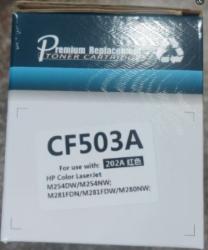 Premium Replacement
TONER CARTRIDGE
CF503A
For use with: 202A 红色
HP Color LaserJet
M254DW/M254NW;
M281FDN/M281FDW/M280NW;